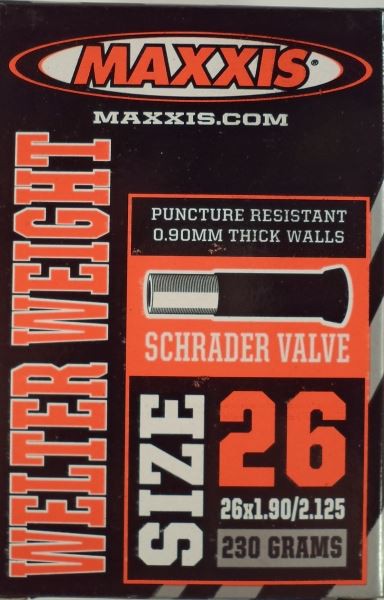 MAXXIS®
MAXXIS.COM
WELTER WEIGHT
PUNCTURE RESISTANT
0.90MM THICK WALLS
SCHRADER VALVE
SIZE
26
26x1.90/2.125
230 GRAMS